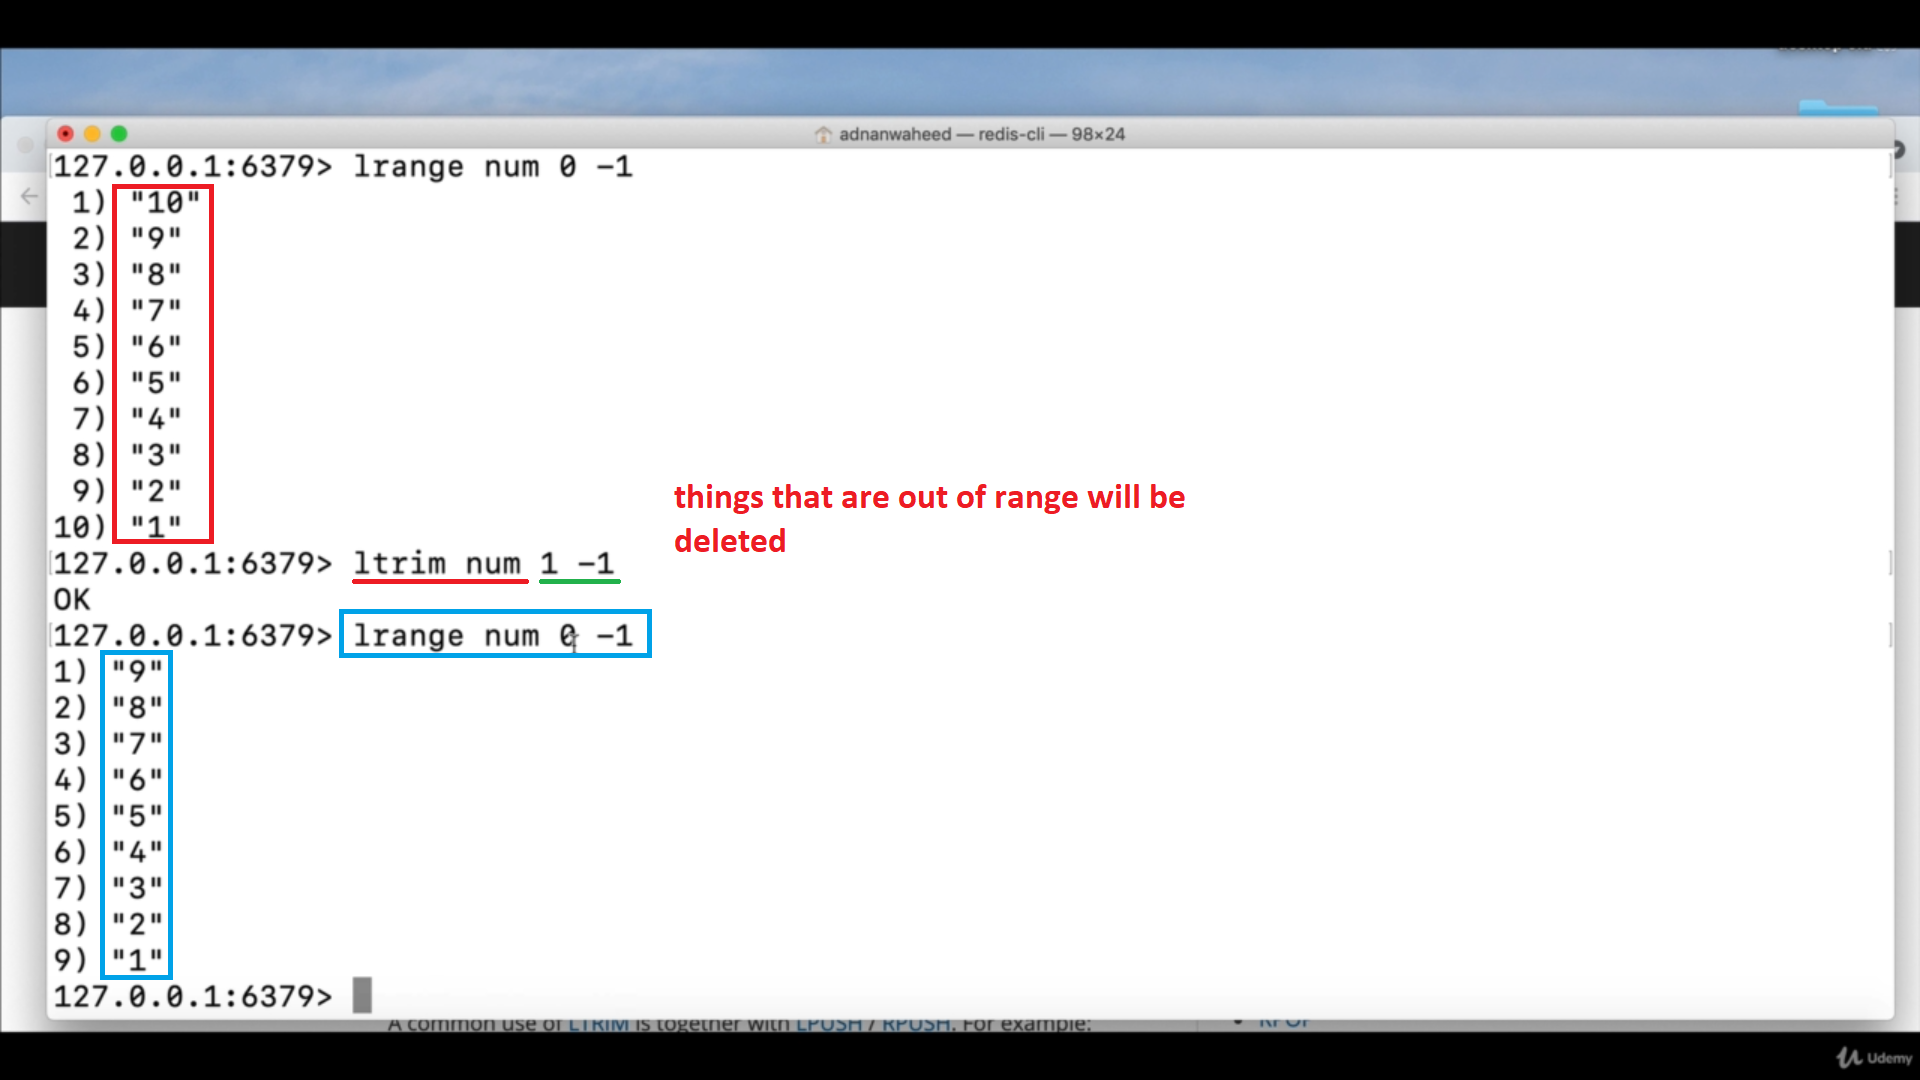 adnanwaheed — redis-cli — 98×24
127.0.0.1:6379> lrange num 0 -1
1) "10"
2) "9"
3) "8"
4) "7"
5) "6"
6) "5"
7) "4"
8) "3"
9) "2"
10) "1"
things that are out of range will be
deleted
127.0.0.1:6379> ltrim num 1 -1
OK
127.0.0.1:6379> lrange num 0 -1
1) "9"
2) "8"
3) "7"
4) "6"
5) "5"
6) "4"
7) "3"
8) "2"
9) "1"
127.0.0.1:6379>
A common use of LTRIM is together with LPUSH / RPUSH. For example:
RPOP
Udemy